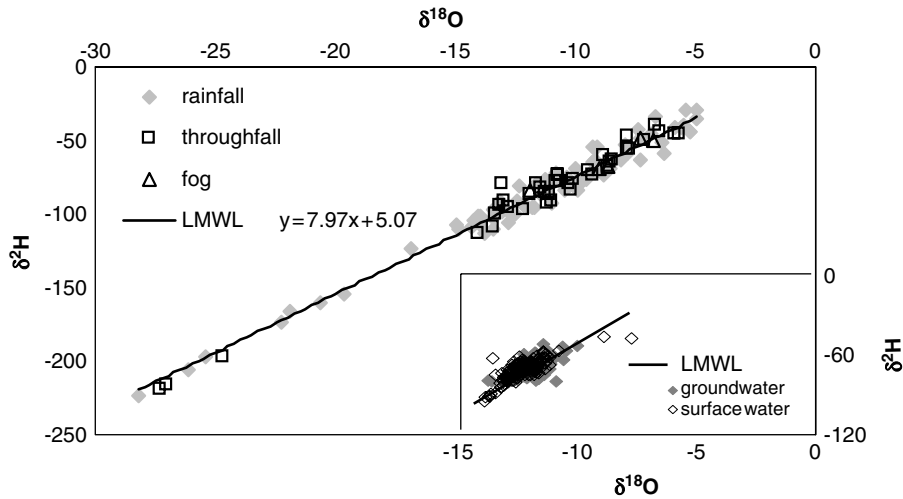 δ18O
-30 -25 -20 -15 -10 -5 0
0
-50
-100
-150
-200
-250
δ2H
rainfall
throughfall
fog
LMWL y=7.97x+5.07
0
-60
-120
δ2H
LMWL
groundwater
surface water
-15 -10 -5 0
δ18O